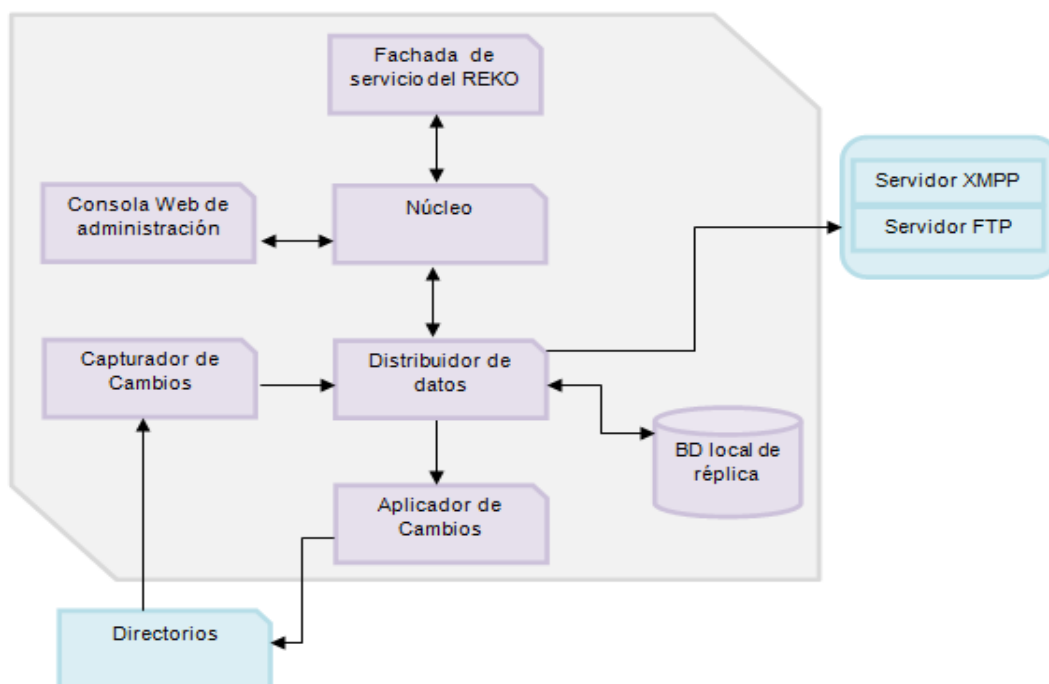 Fachada de
servicio del REKO
Consola Web de
administración
Núcleo
Servidor XMPP
Servidor FTP
Capturador de
Cambios
Distribuidor de
datos
BD local de
réplica
Aplicador de
Cambios
Directorios